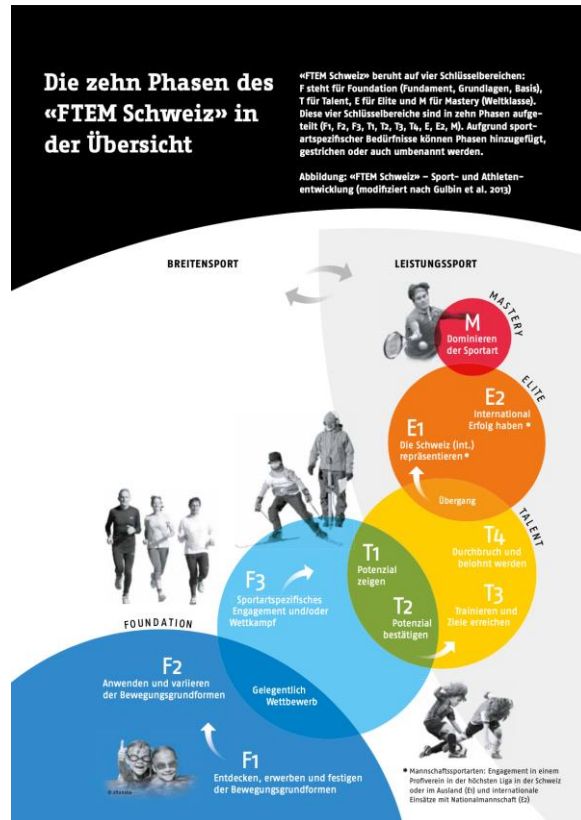 Die zehn Phasen des
«FTEM Schweiz» in
der Übersicht
«FTEM Schweiz» beruht auf vier Schlüsselbereichen:
F steht für Foundation (Fundament, Grundlagen, Basis),
T für Talent, E für Elite und M für Mastery (Weltklasse).
Diese vier Schlüsselbereiche sind in zehn Phasen aufge-
teilt (F1, F2, F3, T1, T2, T3, T4, E, E2, M). Aufgrund sport-
artspezifischer Bedürfnisse können Phasen hinzugefügt,
gestrichen oder auch umbenannt werden.
Abbildung: «FTEM Schweiz» – Sport- und Athleten-
entwicklung (modifiziert nach Gulbin et al. 2013)
BREITENSPORT
LEISTUNGSSPORT
MASTERY
M
Dominieren
der Sportart
ELITE
E2
International
Erfolg haben *
E1
Die Schweiz (int.)
repräsentieren *
Übergang
TALENT
T4
Durchbruch und
belohnt werden
T1
Potenzial
zeigen
T3
Trainieren und
Ziele erreichen
T2
Potenzial
bestätigen
F3
Sportartspezifisches
Engagement und/oder
Wettkampf
FOUNDATION
F2
Anwenden und variieren
der Bewegungsgrundformen
Gelegentlich
Wettbewerb
F1
Entdecken, erwerben und festigen
der Bewegungsgrundformen
* Mannschaftssportarten: Engagement in einem
Profiverein in der höchsten Liga in der Schweiz
oder im Ausland (E1) und internationale
Einsätze mit Nationalmannschaft (E2)